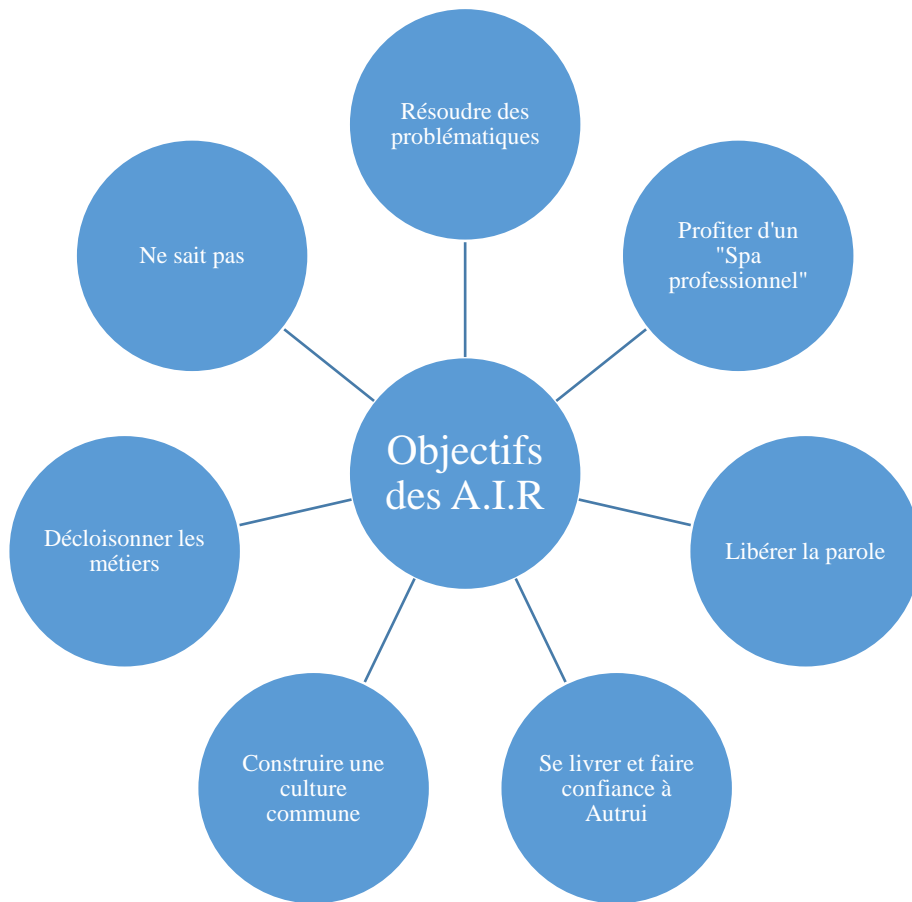 Résoudre des
problématiques
Profiter d'un
"Spa
professionnel"
Libérer la parole
Se livrer et faire
confiance à
Autrui
Construire une
culture
commune
Décloisonner les
métiers
Ne sait pas
Objectifs
des A.I.R